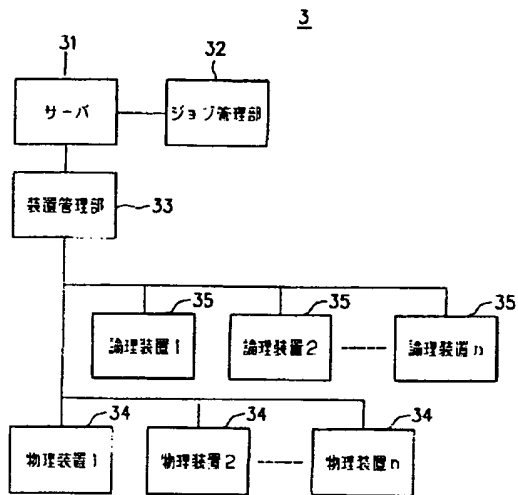 3
31
32
サーバ
ジョブ管理部
装置管理部
33
35
35
35
論理装置1
論理装置2
論理装置n
34
34
34
物理装置1
物理装置2
物理装置n